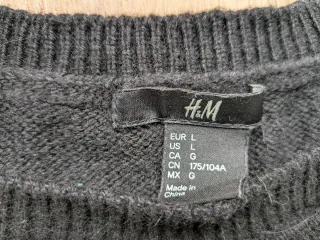 H&M
EUR L
US L
CA G
CN 175/104A
MX G
Made in
China